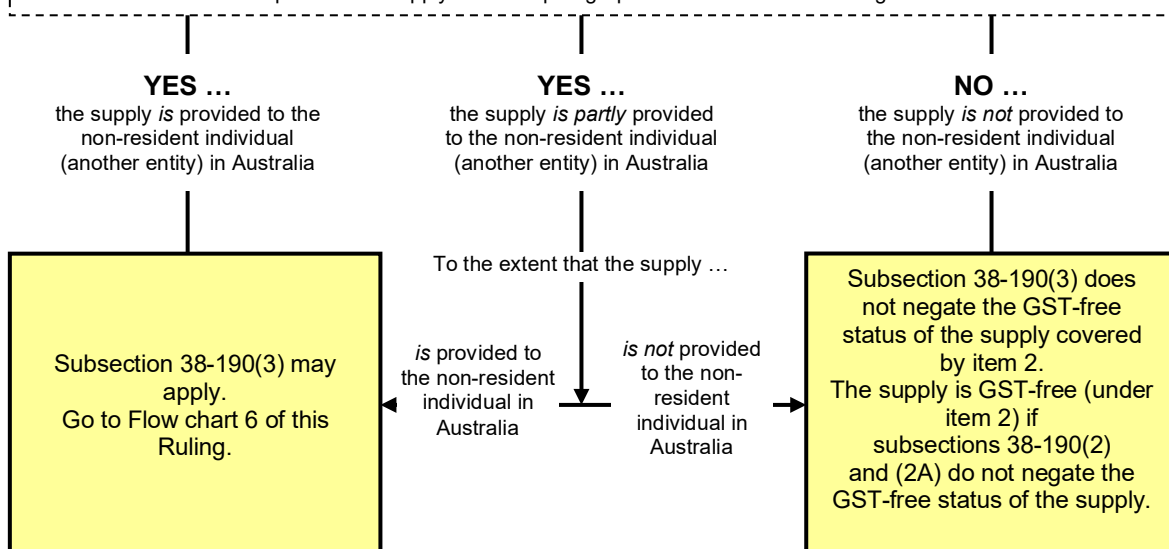 YES …
the supply is provided to the
non-resident individual
(another entity) in Australia
YES …
the supply is partly provided
to the non-resident individual
(another entity) in Australia
NO …
the supply is not provided to
the non-resident individual
(another entity) in Australia
To the extent that the supply …
Subsection 38-190(3) may
apply.
Go to Flow chart 6 of this
Ruling.
is provided to
the non-resident
individual in
Australia
is not provided
to the non-
resident
individual in
Australia
Subsection 38-190(3) does
not negate the GST-free
status of the supply covered
by item 2.
The supply is GST-free (under
item 2) if
subsections 38-190(2)
and (2A) do not negate the
GST-free status of the supply.